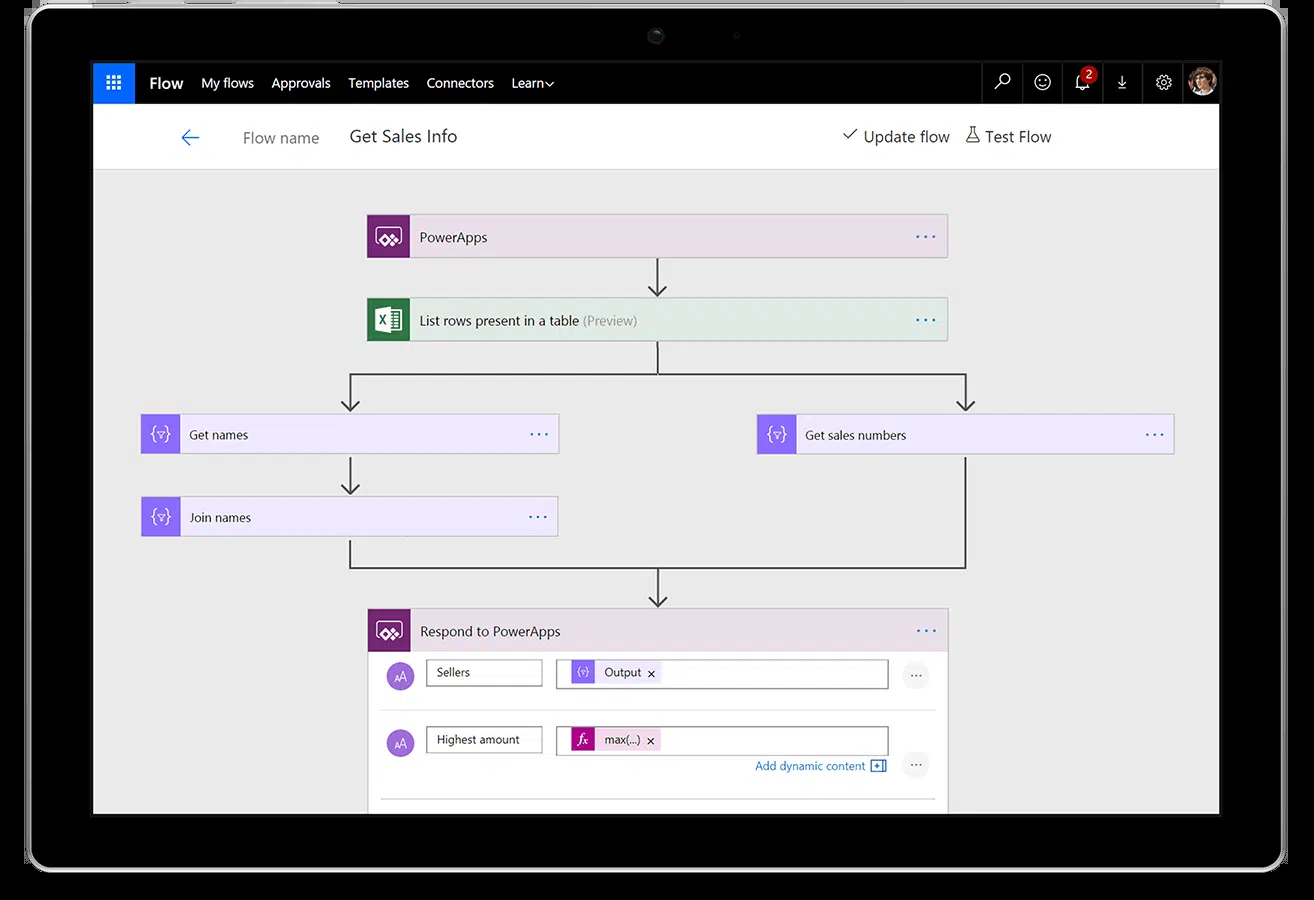 Flow My flows Approvals Templates Connectors Learn 2
Flow name Get Sales Info Update flow Test Flow
PowerApps
List rows present in a table (Preview)
Get names Get sales numbers
Join names
Respond to PowerApps
AA Sellers Output ×
AA Highest amount fx max(...) ×
Add dynamic content